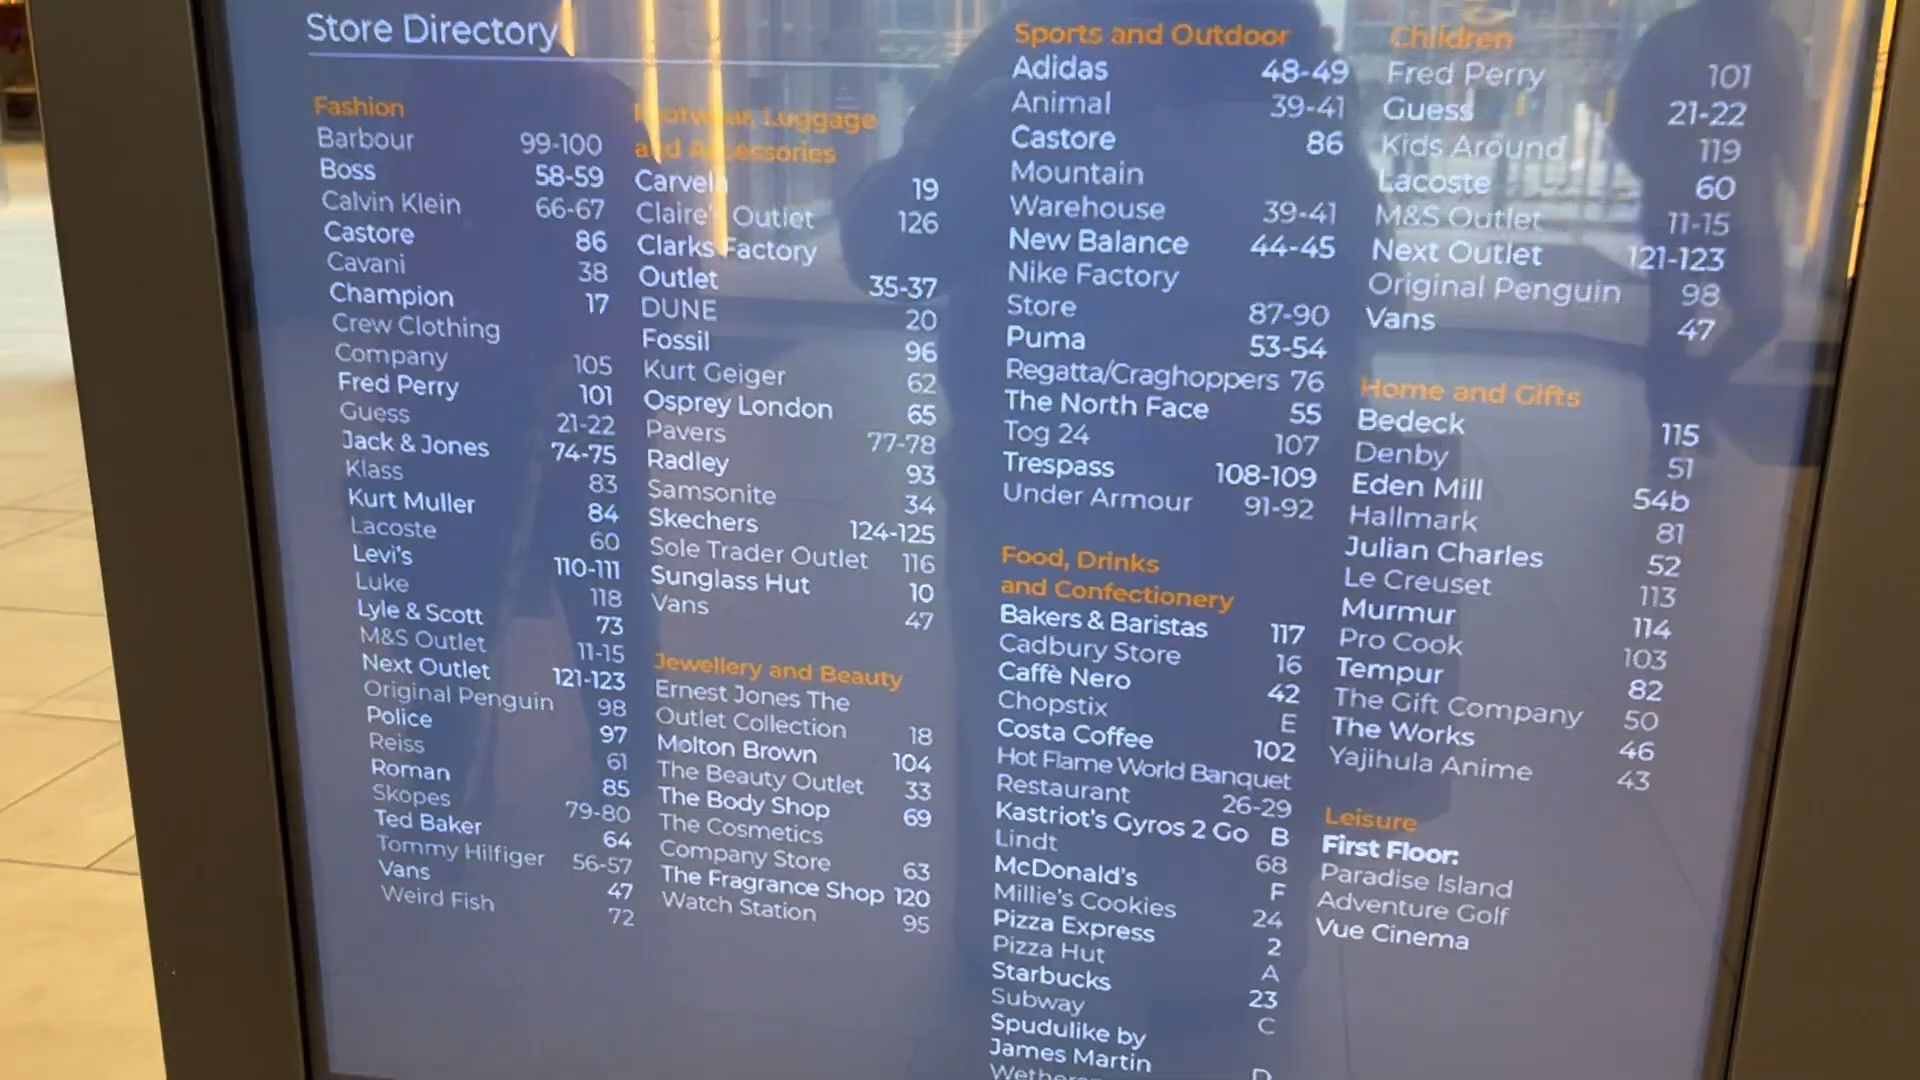 Store Directory
Fashion
Barbour 99-100
Boss 58-59
Calvin Klein 66-67
Castore 86
Cavani 38
Champion 17
Crew Clothing
Company 105
Fred Perry 101
Guess 21-22
Jack & Jones 74-75
Klass 83
Kurt Muller 84
Lacoste 60
Levi's 110-111
Luke 118
Lyle & Scott 73
M&S Outlet 11-15
Next Outlet 121-123
Original Penguin 98
Police 97
Reiss 61
Roman 85
Skopes 79-80
Ted Baker 64
Tommy Hilfiger 56-57
Vans 47
Weird Fish 72
Footwear, Luggage
and Accessories
Carvela 19
Claire's Outlet 126
Clarks Factory
Outlet 35-37
DUNE 20
Fossil 96
Kurt Geiger 62
Osprey London 65
Pavers 77-78
Radley 93
Samsonite 34
Skechers 124-125
Sole Trader Outlet 116
Sunglass Hut 10
Vans 47
Jewellery and Beauty
Ernest Jones The
Outlet Collection 18
Molton Brown 104
The Beauty Outlet 33
The Body Shop 69
The Cosmetics
Company Store 63
The Fragrance Shop 120
Watch Station 95
Sports and Outdoor
Adidas 48-49
Animal 39-41
Castore 86
Mountain
Warehouse 39-41
New Balance 44-45
Nike Factory
Store 87-90
Puma 53-54
Regatta/Craghoppers 76
The North Face 55
Tog 24 107
Trespass 108-109
Under Armour 91-92
Food, Drinks
and Confectionery
Bakers & Baristas 117
Cadbury Store 16
Caffè Nero 42
Chopstix E
Costa Coffee 102
Hot Flame World Banquet
Restaurant 26-29
Kastriot's Gyros 2 Go B
Lindt 68
McDonald's F
Millie's Cookies 24
Pizza Express 2
Pizza Hut A
Starbucks 23
Subway C
Spudulike by
James Martin D
Children
Fred Perry 101
Guess 21-22
Kids Around 119
Lacoste 60
M&S Outlet 11-15
Next Outlet 121-123
Original Penguin 98
Vans 47
Home and Gifts
Bedeck 115
Denby 51
Eden Mill 54b
Hallmark 81
Julian Charles 52
Le Creuset 113
Murmur 114
Pro Cook 103
Tempur 82
The Gift Company 50
The Works 46
Yajihula Anime 43
Leisure
First Floor:
Paradise Island
Adventure Golf
Vue Cinema